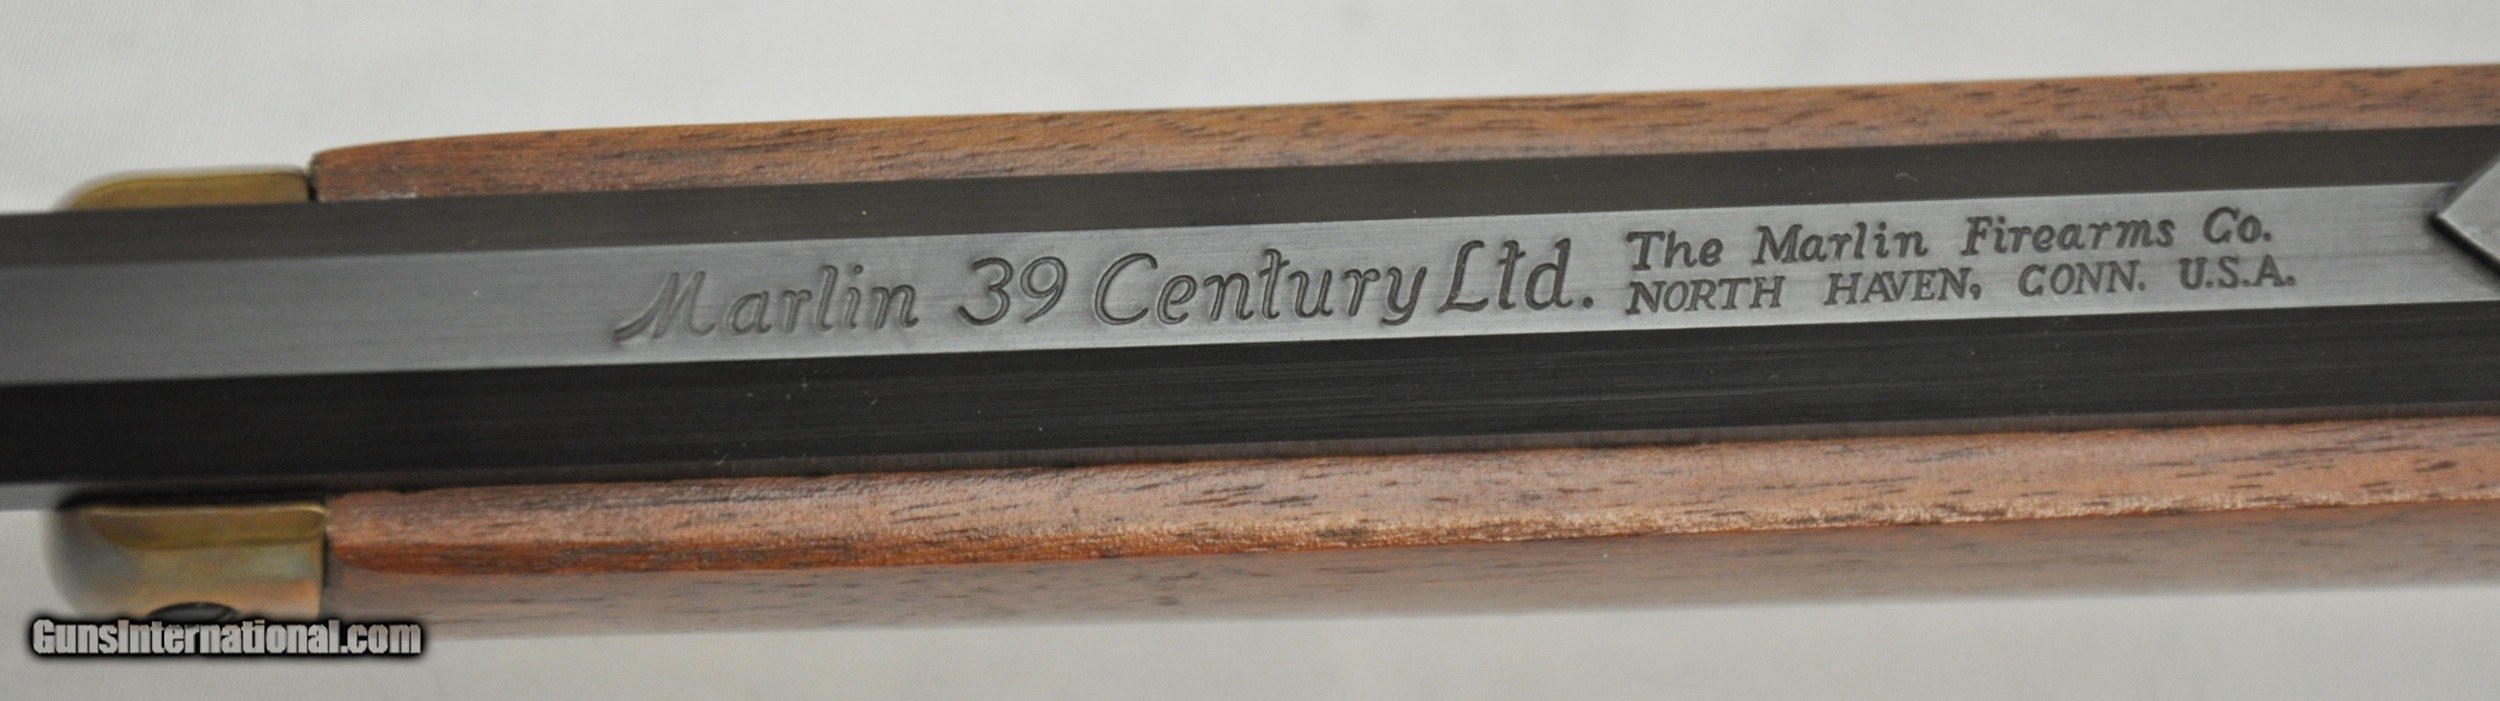 Marlin 39 Century Ltd.
The Marlin Firearms Co.
NORTH HAVEN, CONN. U.S.A.
GunsInternational.com